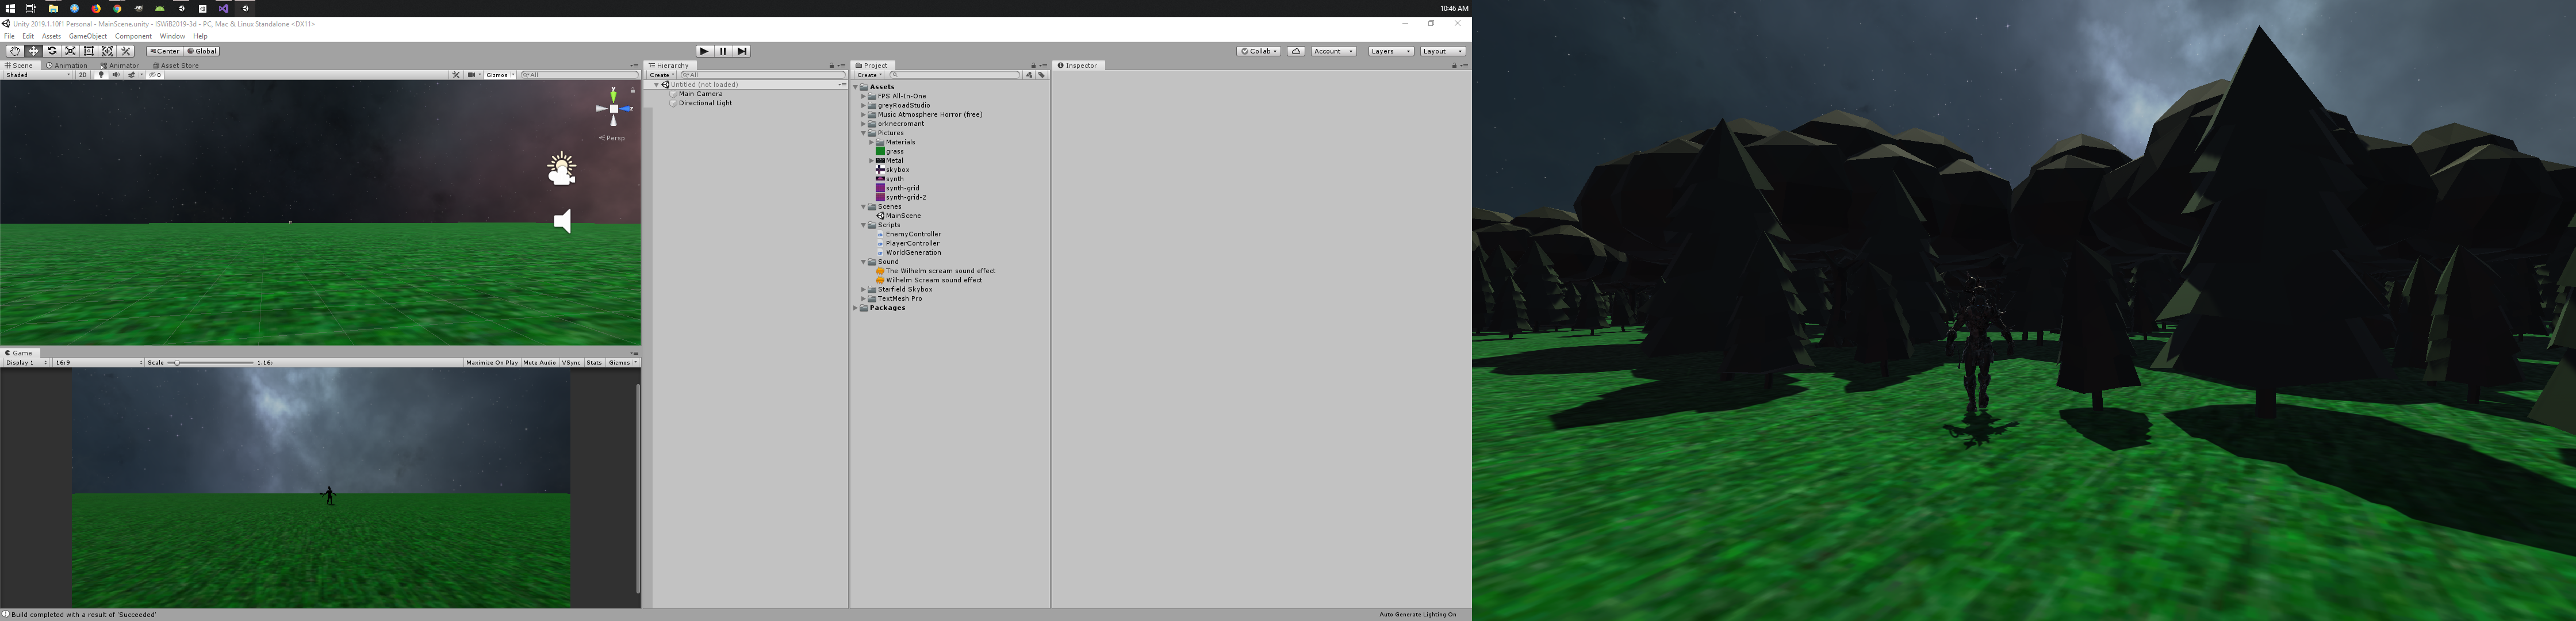 10:46 AM
Unity 2019.1.10f1 Personal - MainScene.unity - ISWiB2019-3d - PC, Mac & Linux Standalone <DX11>
File Edit Assets GameObject Component Window Help
Center Global Collab Account Layers Layout
Scene Animation Animator Asset Store
Shaded 2D 0 Gizmos All
y
z
Persp
Game
Display 1 16:9 Scale 1.16x Maximize On Play Mute Audio VSync Stats Gizmos
Hierarchy
Create All
Untitled (not loaded)
Main Camera
Directional Light
Project
Create
Assets
FPS All-In-One
greyRoadStudio
Music Atmosphere Horror (free)
orknecromant
Pictures
Materials
grass
Metal
skybox
synth
synth-grid
synth-grid-2
Scenes
MainScene
Scripts
EnemyController
PlayerController
WorldGeneration
Sound
The Wilhelm scream sound effect
Wilhelm Scream sound effect
Starfield Skybox
TextMesh Pro
Packages
Inspector
Build completed with a result of 'Succeeded'
Auto Generate Lighting On